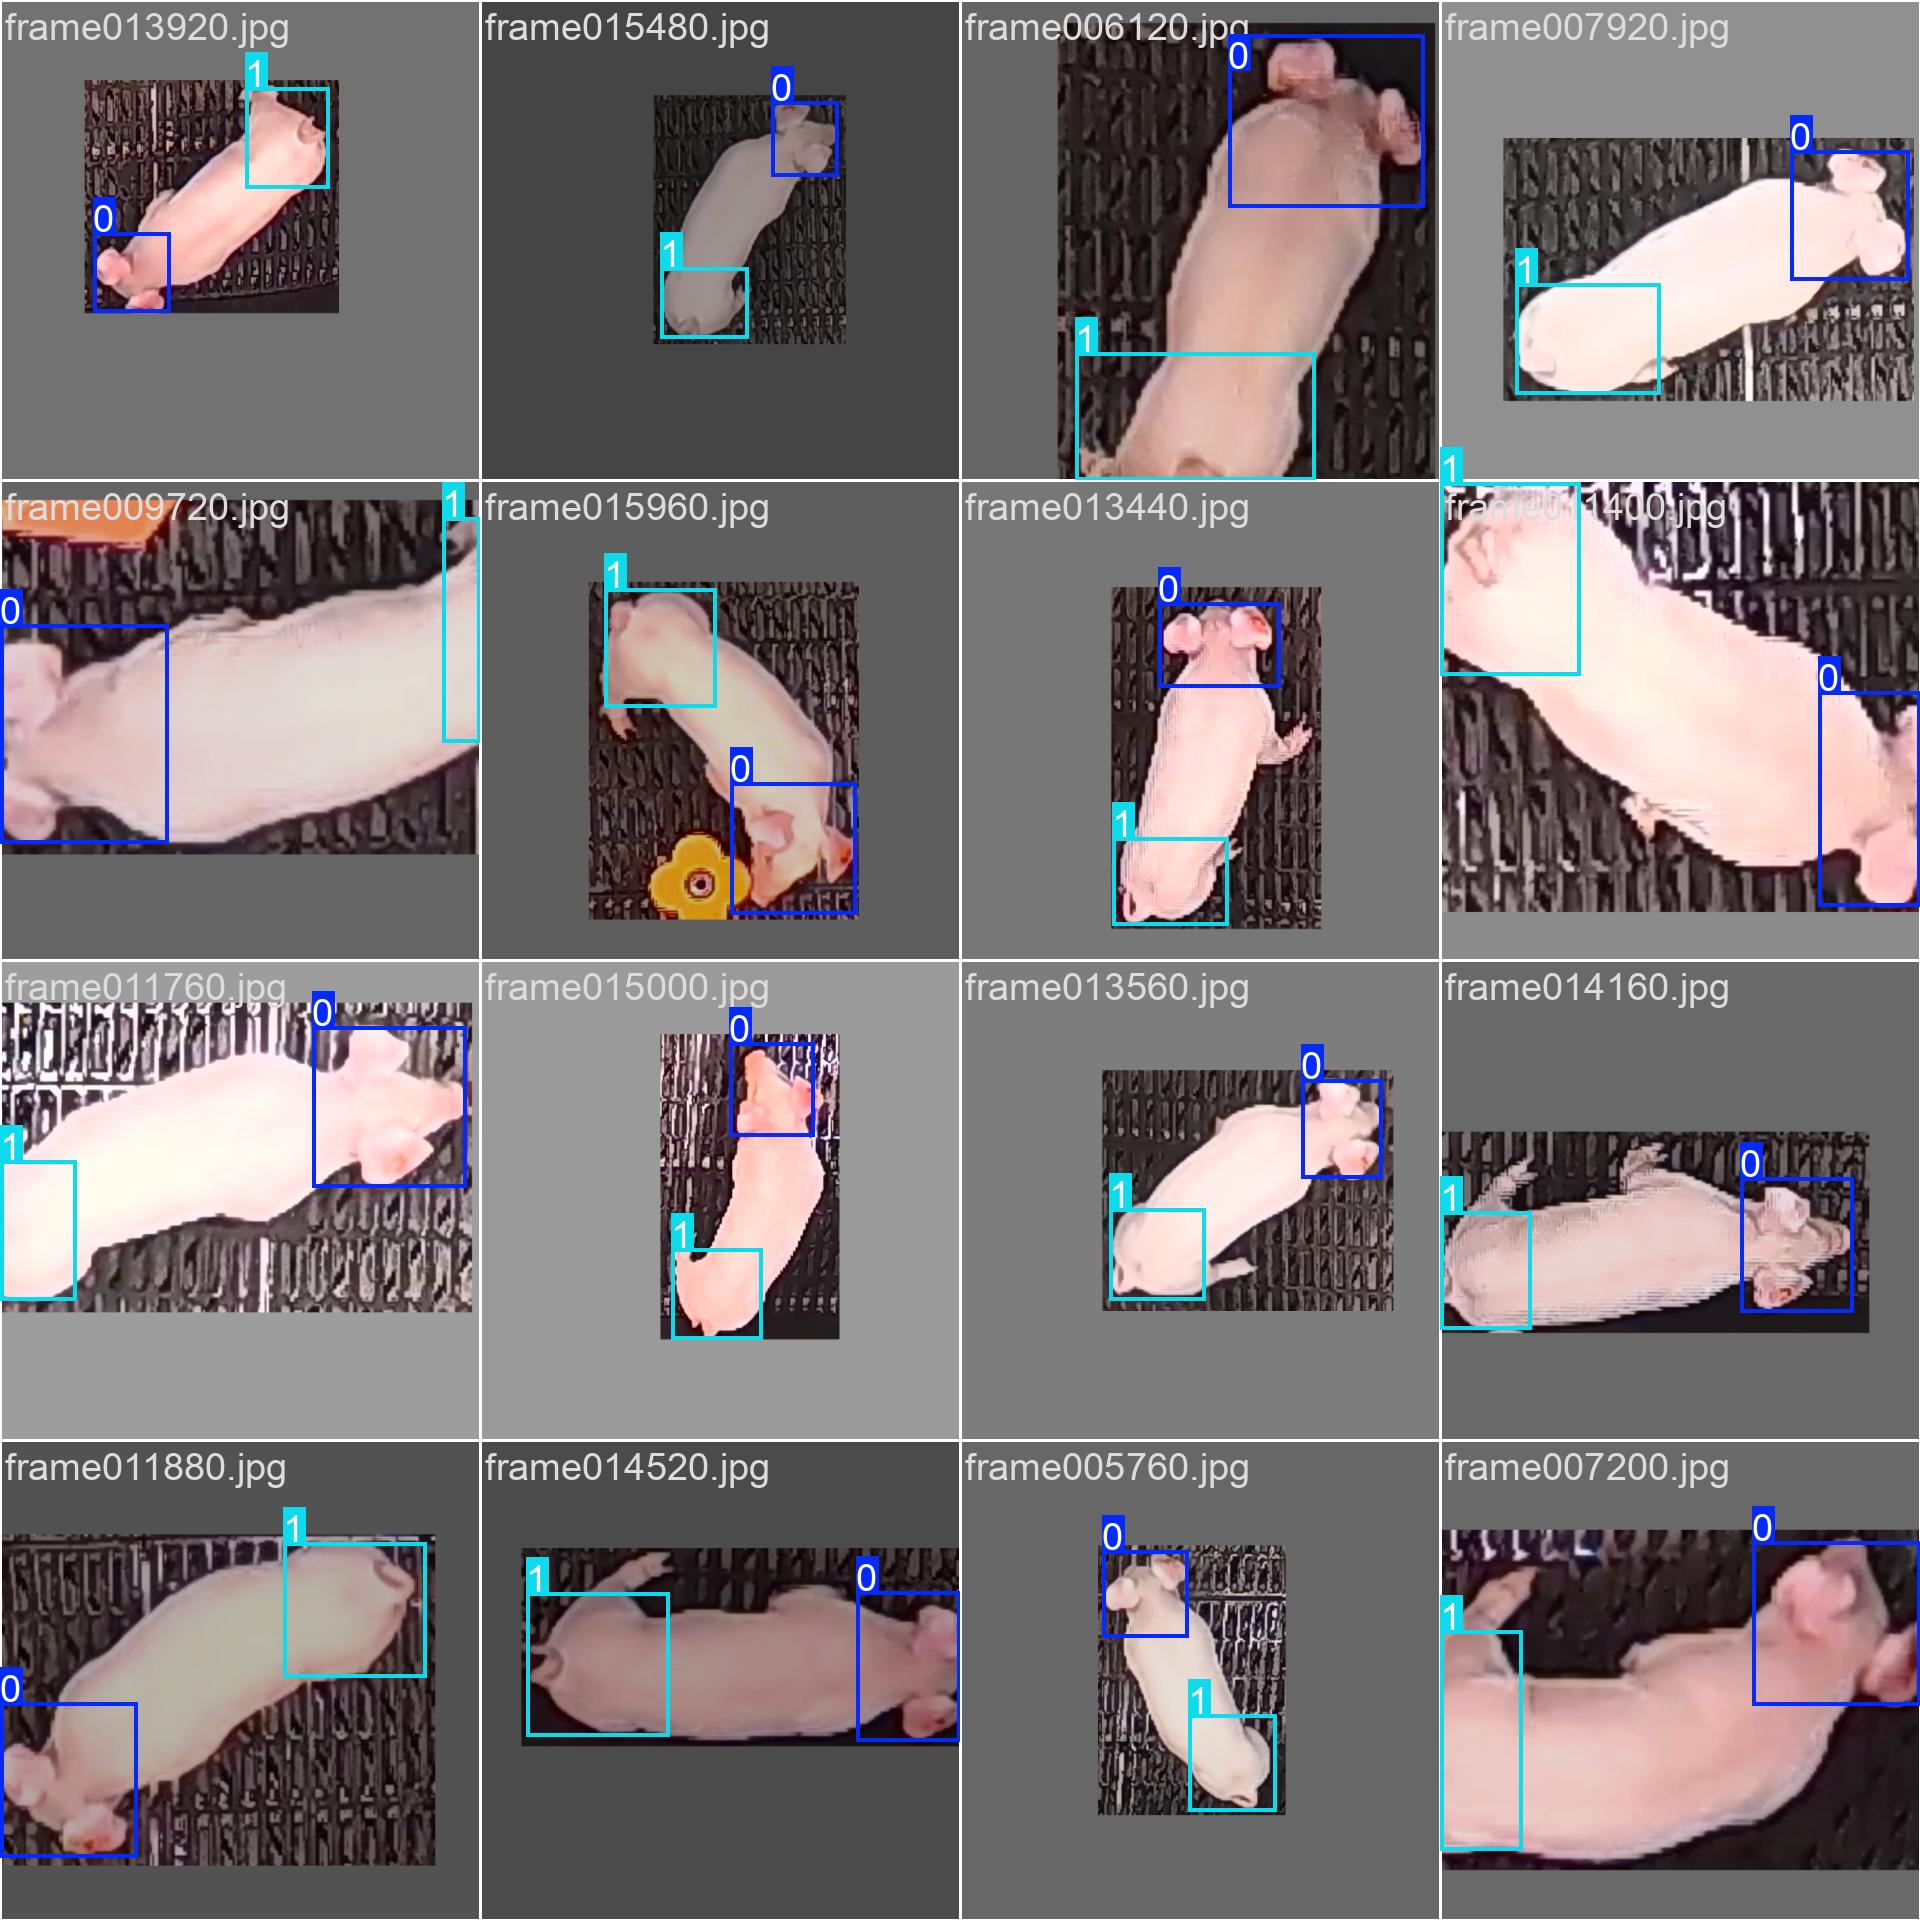 frame013920.jpg
1
0
frame015480.jpg
0
1
frame006120.jpg
0
1
frame007920.jpg
0
1
frame009720.jpg
1
0
frame015960.jpg
1
0
frame013440.jpg
0
1
frame011400.jpg
1
0
frame011760.jpg
0
1
frame015000.jpg
0
1
frame013560.jpg
0
1
frame014160.jpg
0
1
frame011880.jpg
1
0
frame014520.jpg
1
0
frame005760.jpg
0
1
frame007200.jpg
0
1